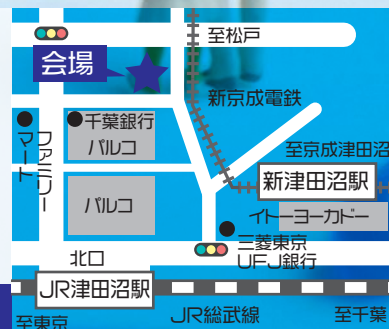 至松戸
会場
新京成電鉄
千葉銀行
パルコ
ファミリー
マート
至京成津田沼
新津田沼駅
パルコ
イトーヨーカドー
三菱東京
UFJ銀行
北口
JR津田沼駅
至東京
JR総武線
至千葉